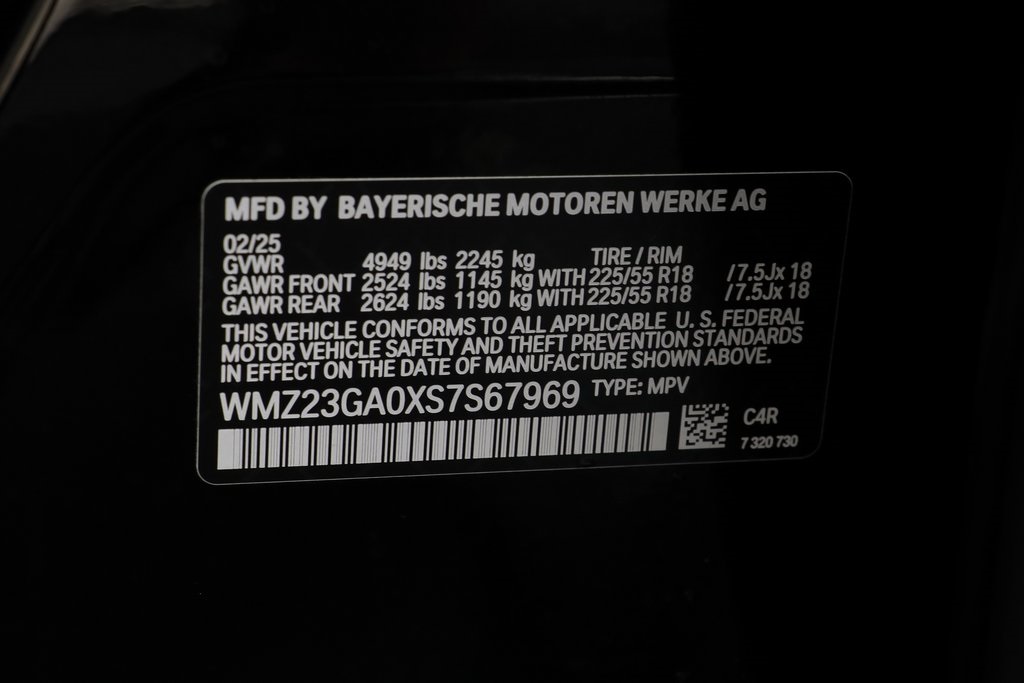 MFD BY BAYERISCHE MOTOREN WERKE AG
02/25
GVWR 4949 lbs 2245 kg TIRE / RIM
GAWR FRONT 2524 lbs 1145 kg WITH 225/55 R18 /7.5Jx 18
GAWR REAR 2624 lbs 1190 kg WITH 225/55 R18 /7.5Jx 18
THIS VEHICLE CONFORMS TO ALL APPLICABLE U. S. FEDERAL
MOTOR VEHICLE SAFETY AND THEFT PREVENTION STANDARDS
IN EFFECT ON THE DATE OF MANUFACTURE SHOWN ABOVE.
WMZ23GA0XS7S67969 TYPE: MPV
C4R
7 320 730